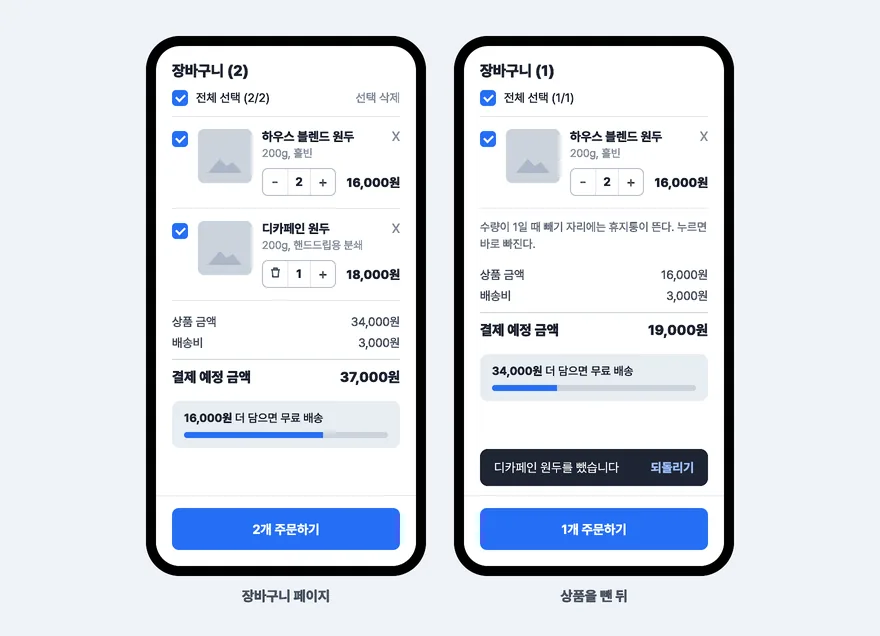 장바구니 (2)
전체 선택 (2/2) 선택 삭제
하우스 블렌드 원두 X
200g, 홀빈
- 2 + 16,000원
디카페인 원두 X
200g, 핸드드립용 분쇄
1 + 18,000원
상품 금액 34,000원
배송비 3,000원
결제 예정 금액 37,000원
16,000원 더 담으면 무료 배송
2개 주문하기
장바구니 페이지
장바구니 (1)
전체 선택 (1/1)
하우스 블렌드 원두 X
200g, 홀빈
- 2 + 16,000원
수량이 1일 때 빼기 자리에는 휴지통이 뜬다. 누르면
바로 빠진다.
상품 금액 16,000원
배송비 3,000원
결제 예정 금액 19,000원
34,000원 더 담으면 무료 배송
디카페인 원두를 뺐습니다 되돌리기
1개 주문하기
상품을 뺀 뒤